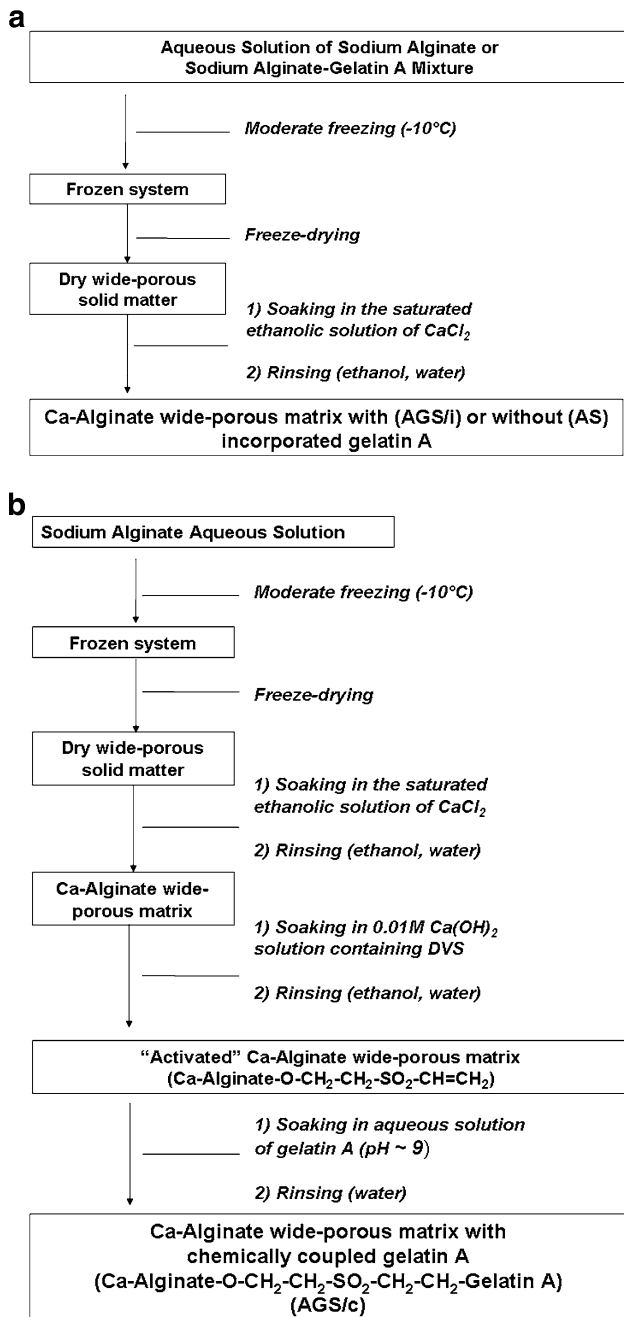 a
Aqueous Solution of Sodium Alginate or
Sodium Alginate-Gelatin A Mixture
Moderate freezing (-10°C)
Frozen system
Freeze-drying
Dry wide-porous
solid matter
1) Soaking in the saturated
ethanolic solution of CaCl₂
2) Rinsing (ethanol, water)
Ca-Alginate wide-porous matrix with (AGS/i) or without (AS)
incorporated gelatin A
b
Sodium Alginate Aqueous Solution
Moderate freezing (-10°C)
Frozen system
Freeze-drying
Dry wide-porous
solid matter
1) Soaking in the saturated
ethanolic solution of CaCl₂
2) Rinsing (ethanol, water)
Ca-Alginate wide-
porous matrix
1) Soaking in 0.01M Ca(OH)₂
solution containing DVS
2) Rinsing (ethanol, water)
“Activated” Ca-Alginate wide-porous matrix
(Ca-Alginate-O-CH₂-CH₂-SO₂-CH=CH₂)
1) Soaking in aqueous solution
of gelatin A (pH ~ 9)
2) Rinsing (water)
Ca-Alginate wide-porous matrix with
chemically coupled gelatin A
(Ca-Alginate-O-CH₂-CH₂-SO₂-CH₂-CH₂-Gelatin A)
(AGS/c)